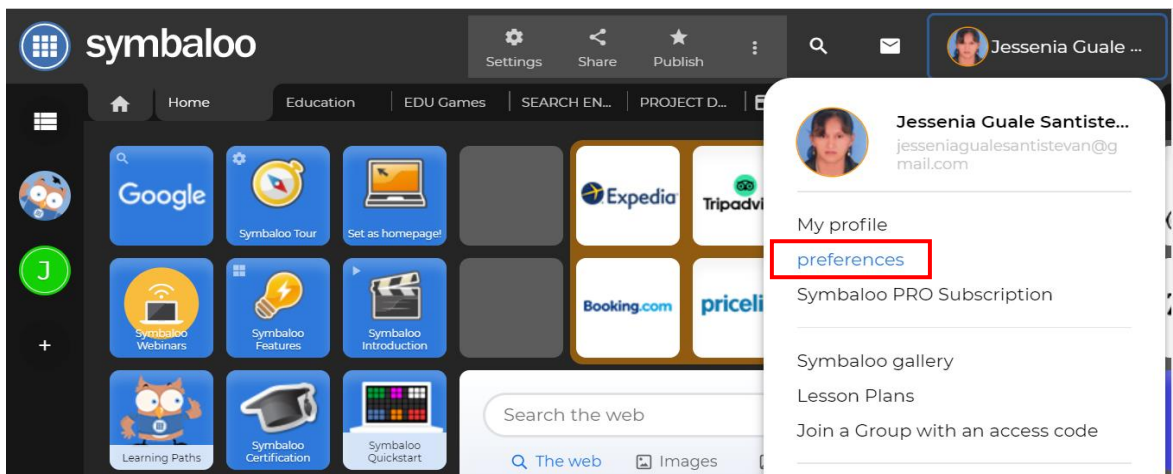 symbaloo
Settings
Share
Publish
Jessenia Guale ...
Home
Education
EDU Games
SEARCH EN...
PROJECT D...
Jessenia Guale Santiste...
jesseniagualesantistevan@g
mail.com
My profile
preferences
Symbaloo PRO Subscription
Symbaloo gallery
Lesson Plans
Join a Group with an access code
J
+
Google
Symbaloo Tour
Set as homepage!
Expedia
Tripadvi
Symbaloo
Webinars
Symbaloo
Features
Symbaloo
Introduction
Booking.com
priceli
Learning Paths
Symbaloo
Certification
Symbaloo
Quickstart
Search the web
The web
Images